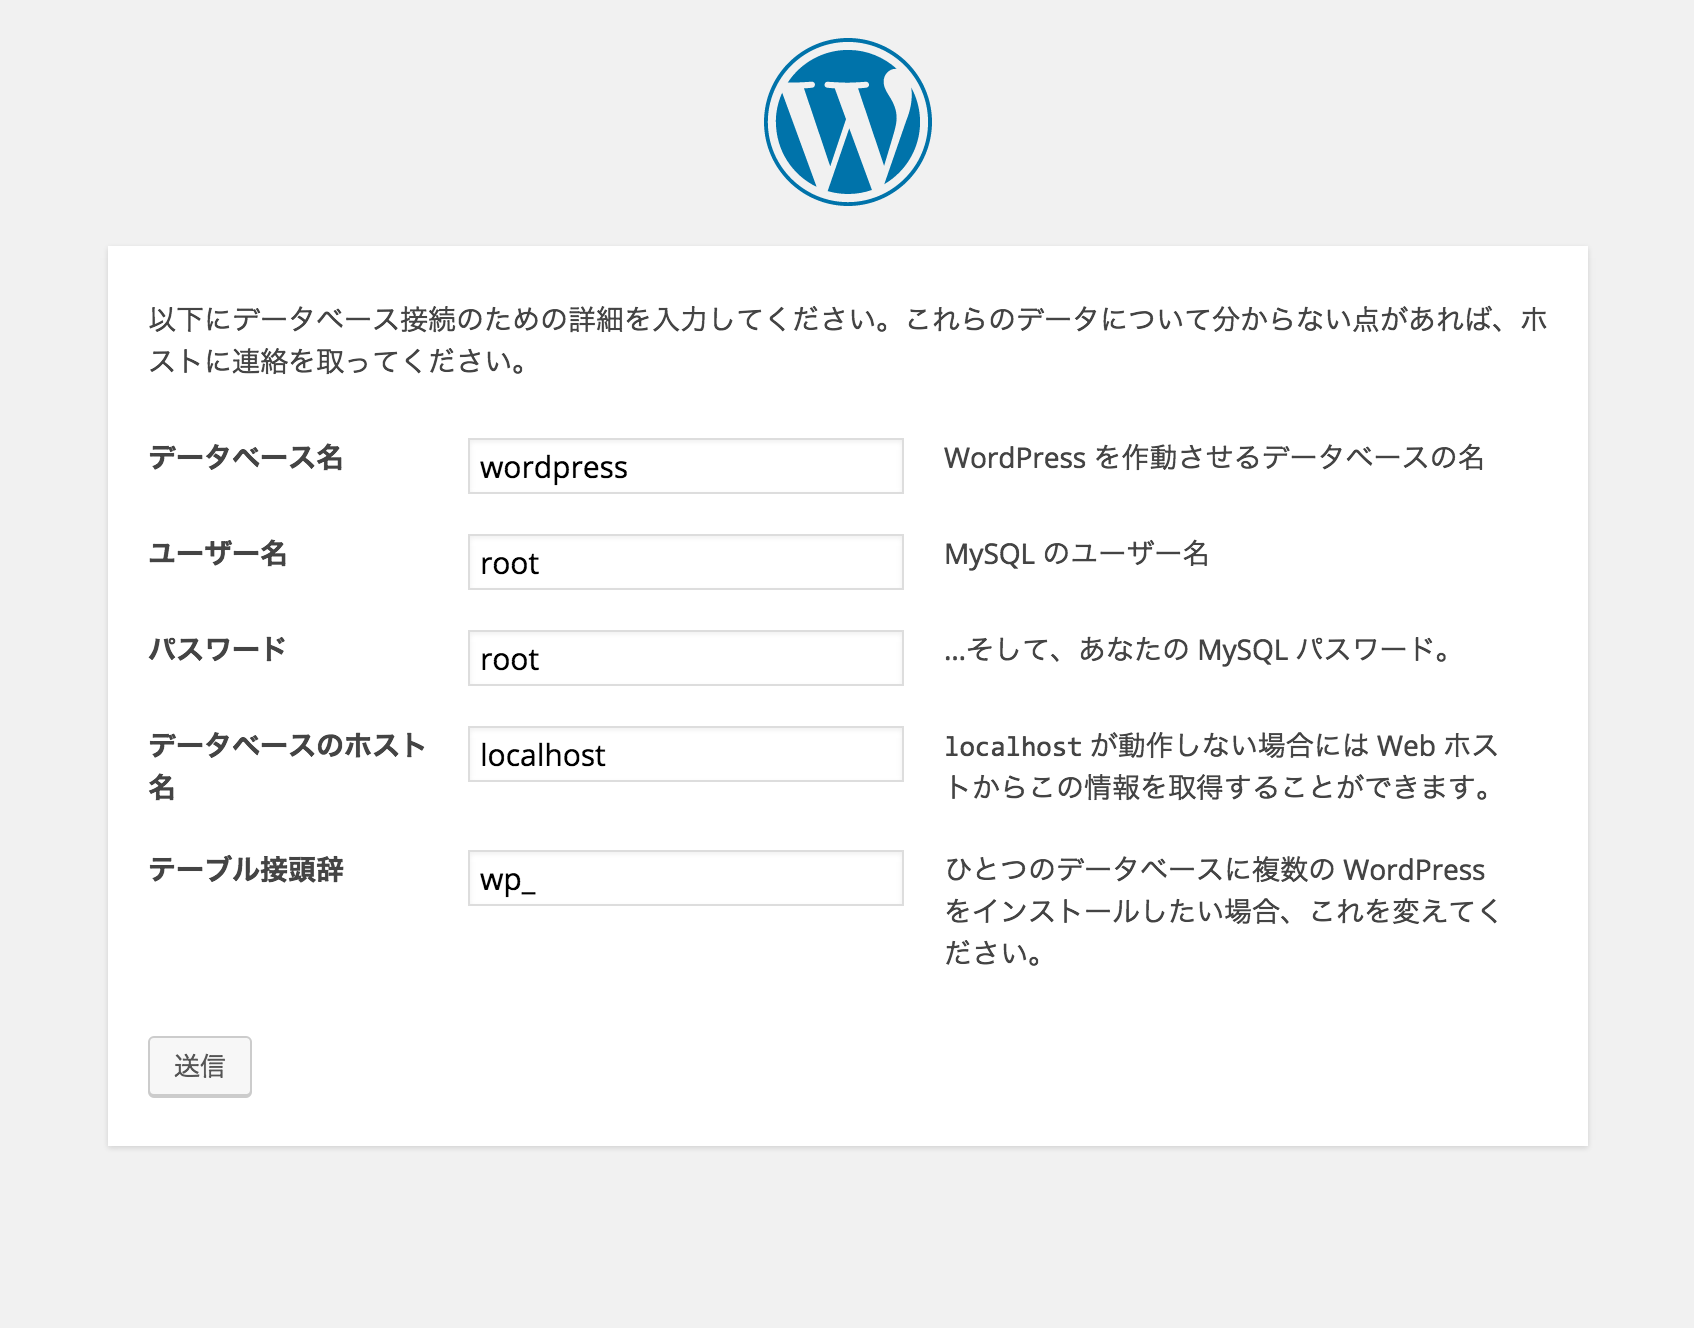 以下にデータベース接続のための詳細を入力してください。これらのデータについて分からない点があれば、ホ
ストに連絡を取ってください。
データベース名
wordpress
WordPress を作動させるデータベースの名
ユーザー名
root
MySQL のユーザー名
パスワード
root
...そして、あなたの MySQL パスワード。
データベースのホスト
名
localhost
localhost が動作しない場合には Web ホス
トからこの情報を取得することができます。
テーブル接頭辞
wp_
ひとつのデータベースに複数の WordPress
をインストールしたい場合、これを変えてく
ださい。
送信